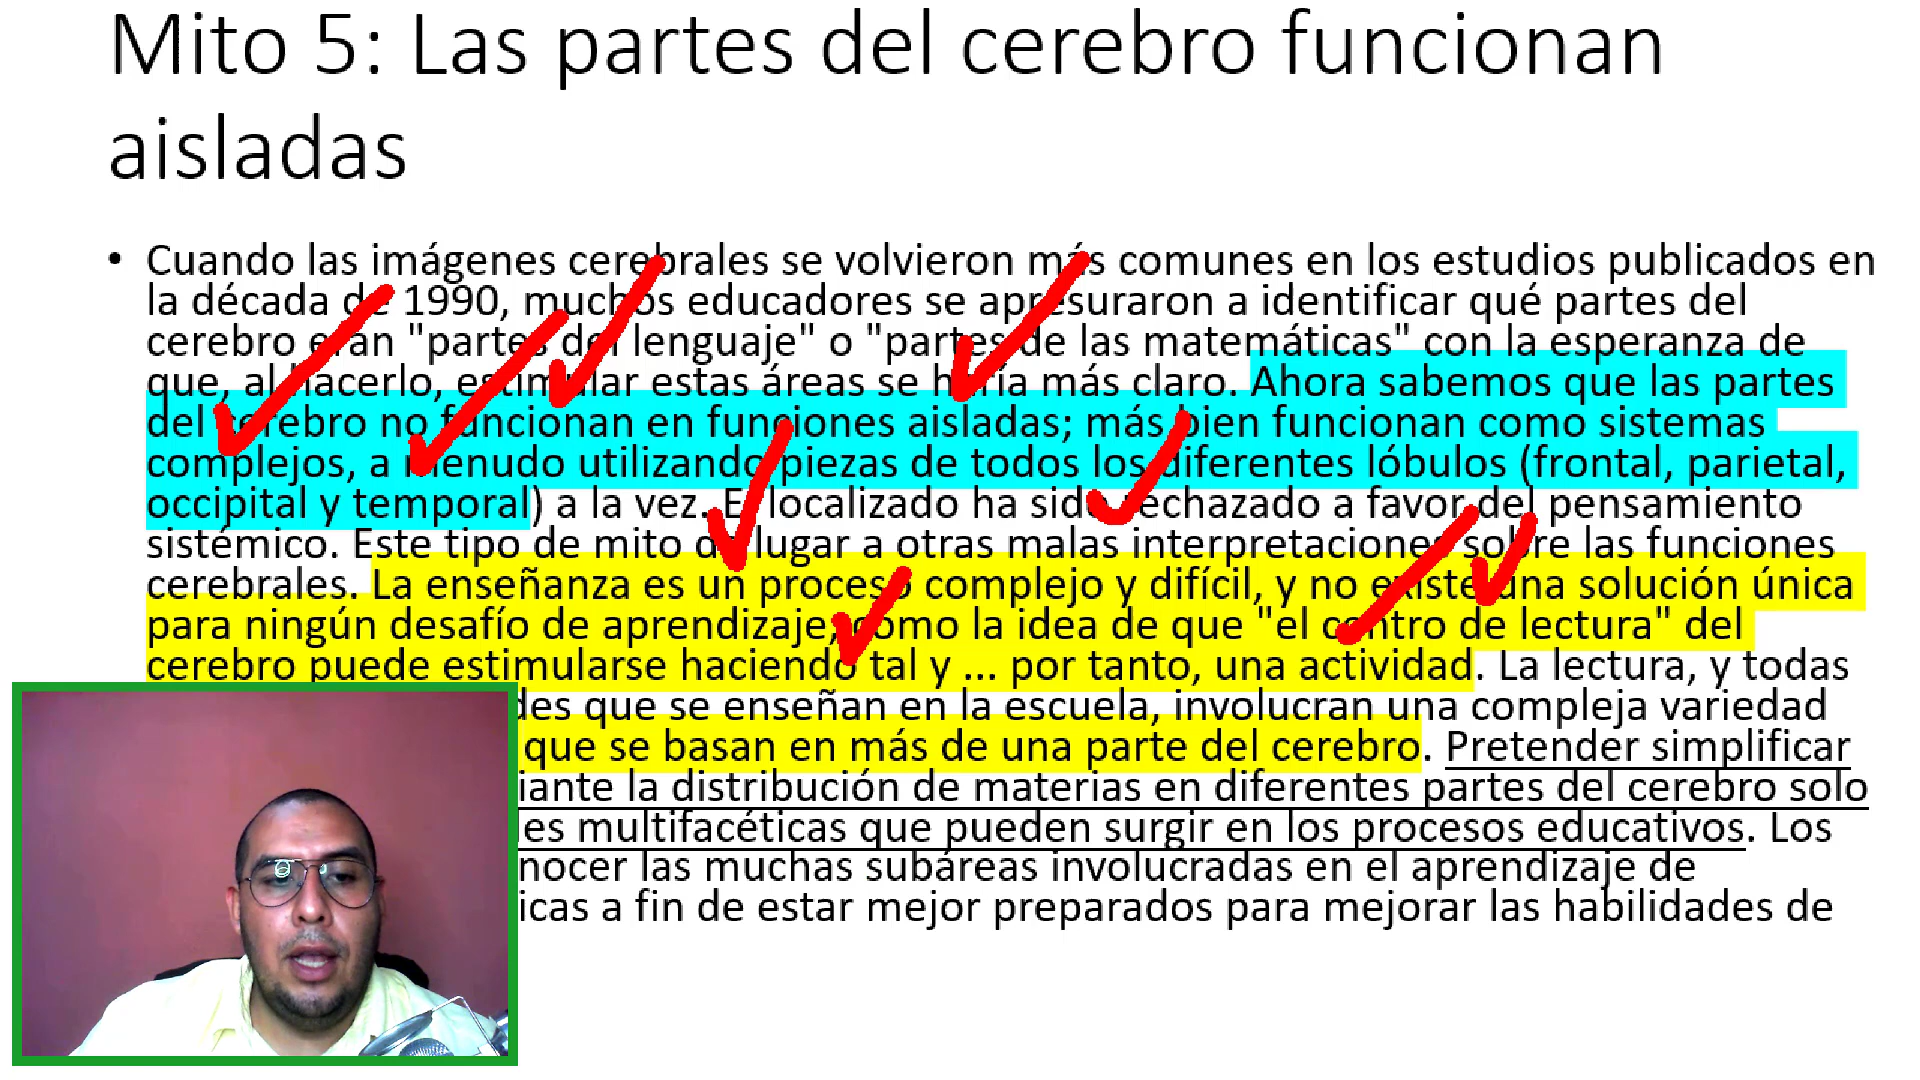 Mito 5: Las partes del cerebro funcionan
aisladas
• Cuando las imágenes cerebrales se volvieron más comunes en los estudios publicados en
la década de 1990, muchos educadores se apresuraron a identificar qué partes del
cerebro eran "partes del lenguaje" o "partes de las matemáticas" con la esperanza de
que, al hacerlo, estimular estas áreas se haría más claro. Ahora sabemos que las partes
del cerebro no funcionan en funciones aisladas; más bien funcionan como sistemas
complejos, a menudo utilizando piezas de todos los diferentes lóbulos (frontal, parietal,
occipital y temporal) a la vez. El localizado ha sido rechazado a favor del pensamiento
sistémico. Este tipo de mito da lugar a otras malas interpretaciones sobre las funciones
cerebrales. La enseñanza es un proceso complejo y difícil, y no existe una solución única
para ningún desafío de aprendizaje, como la idea de que "el centro de lectura" del
cerebro puede estimularse haciendo tal y ... por tanto, una actividad. La lectura, y todas
des que se enseñan en la escuela, involucran una compleja variedad
que se basan en más de una parte del cerebro. Pretender simplificar
iante la distribución de materias en diferentes partes del cerebro solo
es multifacéticas que pueden surgir en los procesos educativos. Los
nocer las muchas subáreas involucradas en el aprendizaje de
icas a fin de estar mejor preparados para mejorar las habilidades de